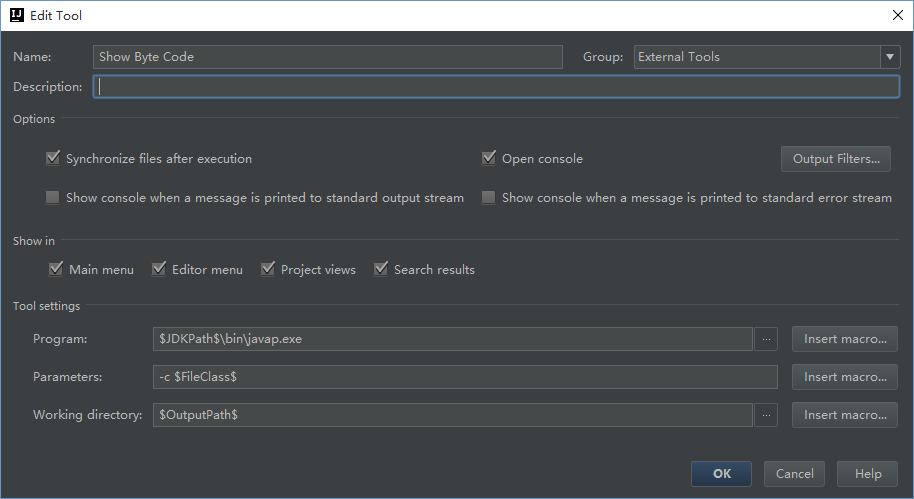 IJ Edit Tool
Name: Show Byte Code Group: External Tools
Description:
Options
Synchronize files after execution Open console Output Filters...
Show console when a message is printed to standard output stream Show console when a message is printed to standard error stream
Show in
Main menu Editor menu Project views Search results
Tool settings
Program: $JDKPath$\bin\javap.exe ... Insert macro...
Parameters: -c $FileClass$ Insert macro...
Working directory: $OutputPath$ ... Insert macro...
OK Cancel Help